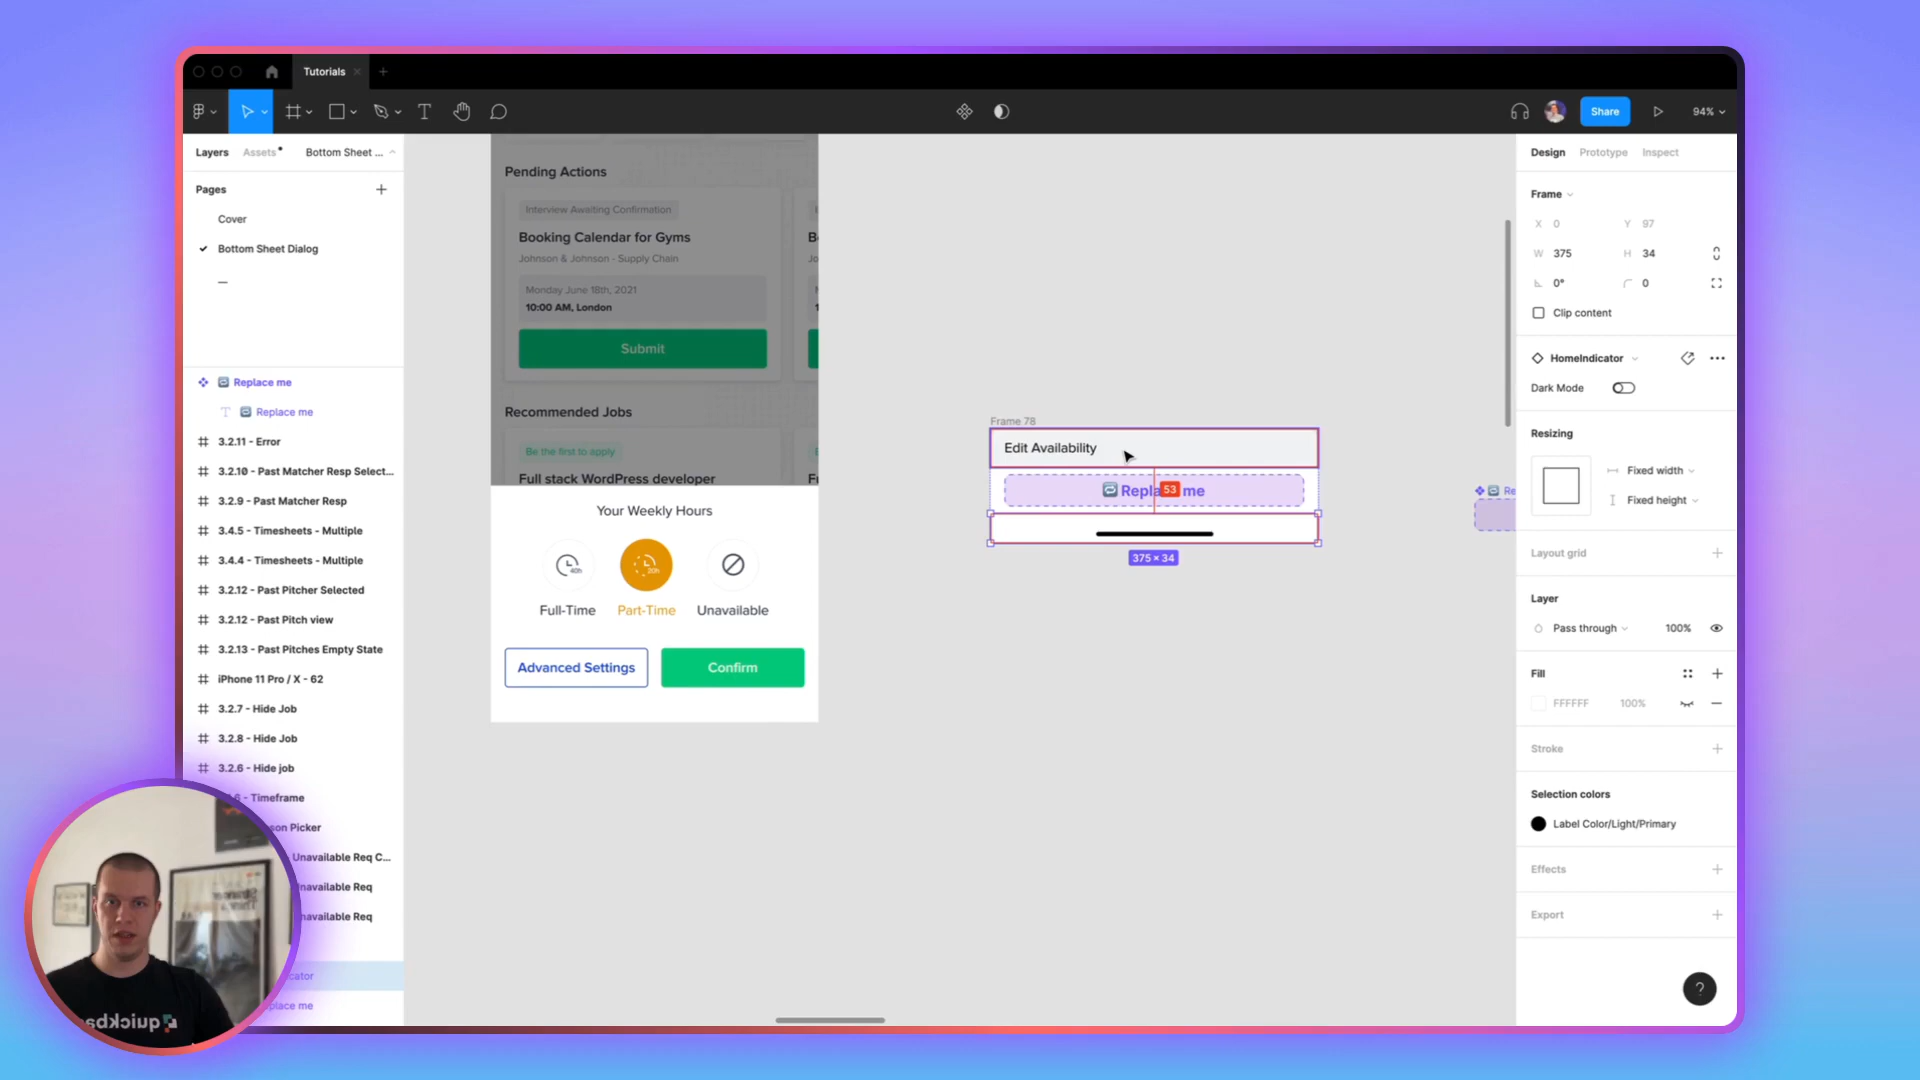 Tutorials
Share
94%
Layers
Assets
Bottom Sheet ...
Pages
Cover
Bottom Sheet Dialog
—
Replace me
Replace me
3.2.11 - Error
3.2.10 - Past Matcher Resp Select...
3.2.9 - Past Matcher Resp
3.4.5 - Timesheets - Multiple
3.4.4 - Timesheets - Multiple
3.2.12 - Past Pitcher Selected
3.2.12 - Past Pitch view
3.2.13 - Past Pitches Empty State
iPhone 11 Pro / X - 62
3.2.7 - Hide Job
3.2.8 - Hide Job
3.2.6 - Hide job
- Timeframe
Picker
Unavailable Req C...
Pending Actions
Interview Awaiting Confirmation
Booking Calendar for Gyms
Johnson & Johnson - Supply Chain
Monday June 18th, 2021
10:00 AM, London
Submit
Recommended Jobs
Be the first to apply
Full stack WordPress developer
Your Weekly Hours
40h
30h
Full-Time
Part-Time
Unavailable
Advanced Settings
Confirm
Frame 78
Edit Availability
53
me
375 × 34
Design
Prototype
Inspect
Frame
X 0
Y 97
W 375
H 34
0°
0
Clip content
HomeIndicator
Dark Mode
Resizing
Fixed width
Fixed height
Layout grid
Layer
Pass through
100%
Fill
FFFFFF
100%
Stroke
Selection colors
Label Color/Light/Primary
Effects
Export
?